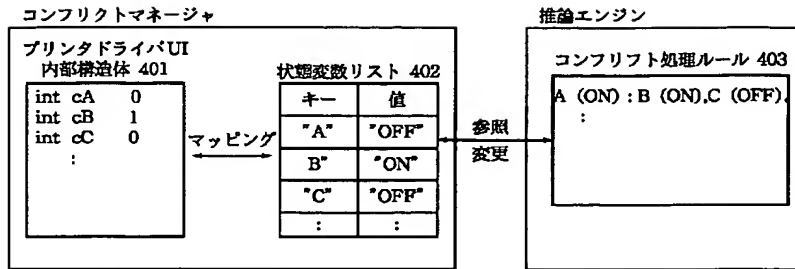 コンフリクトマネージャ
プリンタドライバUI
内部構造体 401
int cA 0
int cB 1
int cC 0
:
マッピング
状態変数リスト 402
キー 値
"A" "OFF"
B" "ON"
"C" "OFF"
: :
参照
変更
推論エンジン
コンフリフト処理ルール 403
A (ON) : B (ON),C (OFF),
: